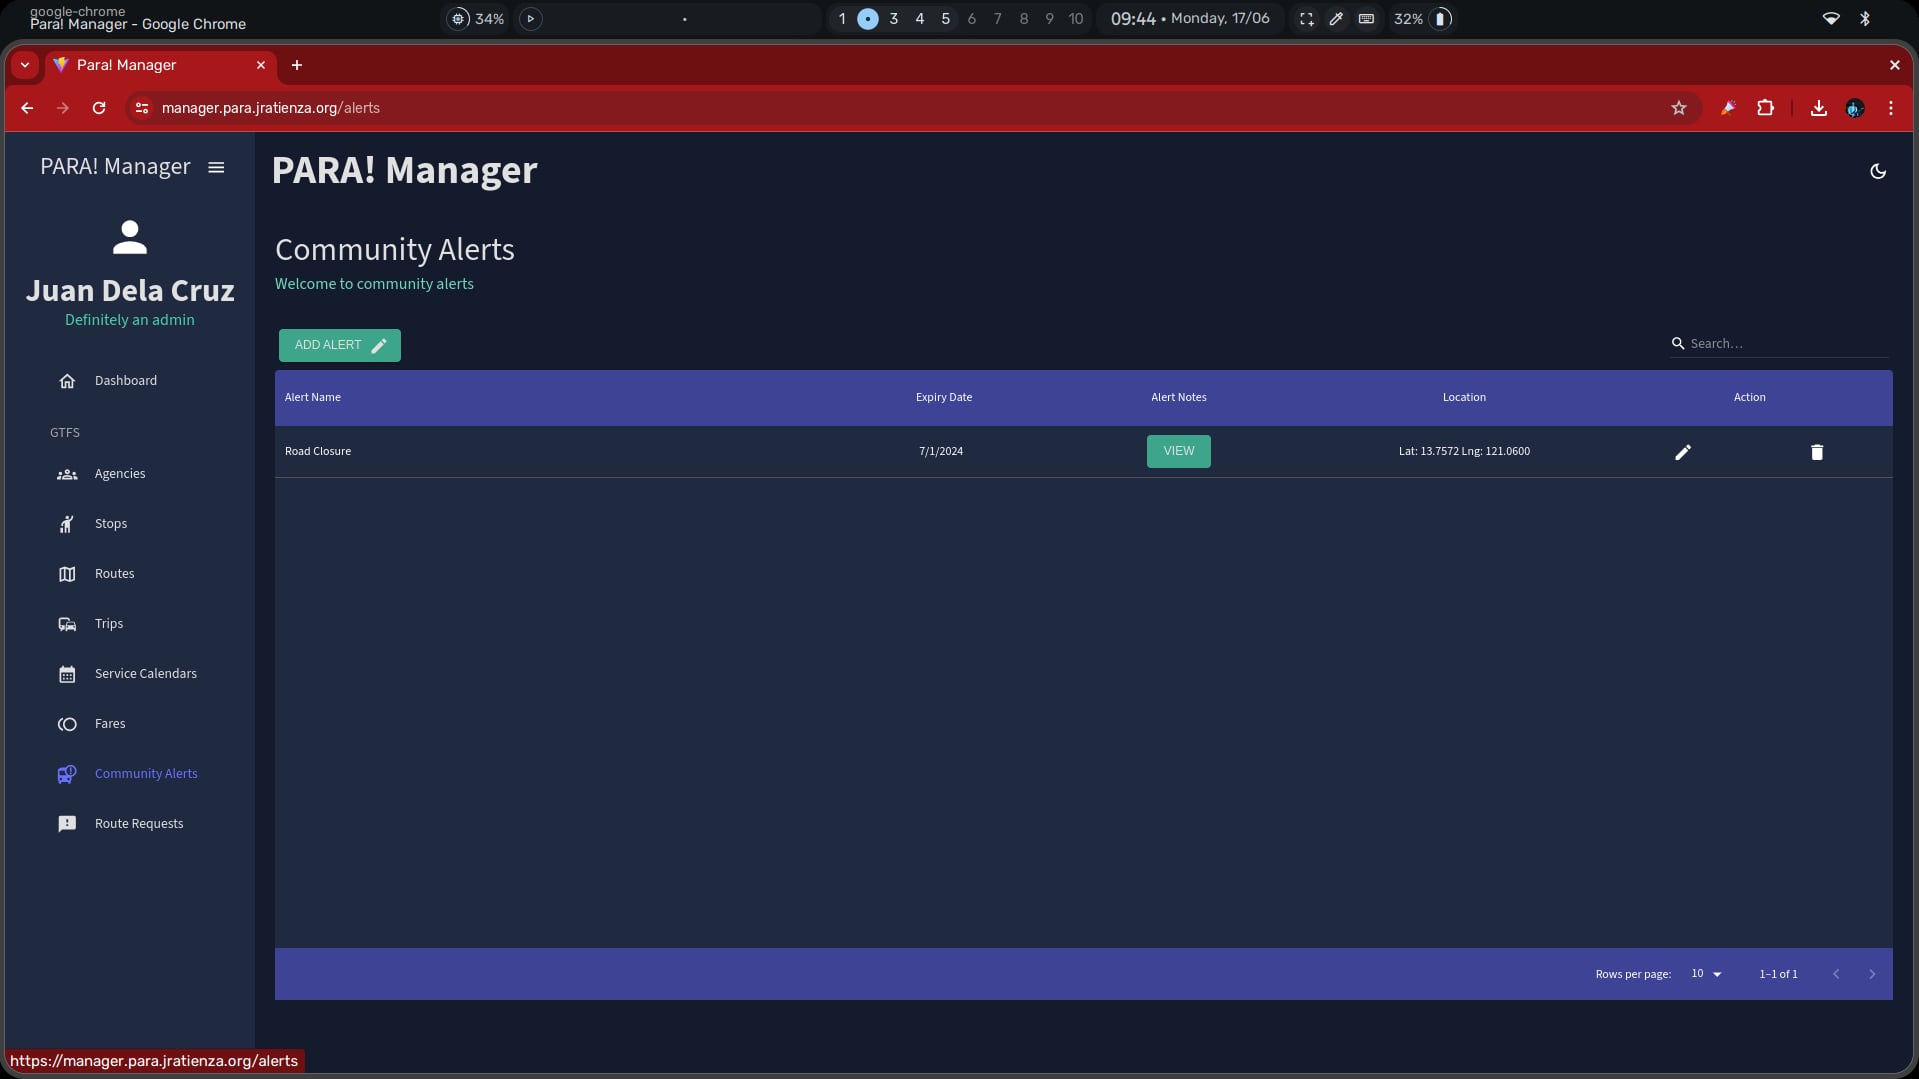 google-chrome
Para! Manager - Google Chrome
34%
1 3 4 5 6 7 8 9 10
09:44 • Monday, 17/06
32%
Para! Manager
manager.para.jratienza.org/alerts
PARA! Manager
PARA! Manager
Juan Dela Cruz
Definitely an admin
Dashboard
GTFS
Agencies
Stops
Routes
Trips
Service Calendars
Fares
Community Alerts
Route Requests
Community Alerts
Welcome to community alerts
ADD ALERT
Search…
Alert Name Expiry Date Alert Notes Location Action
Road Closure 7/1/2024 VIEW Lat: 13.7572 Lng: 121.0600
Rows per page: 10 1–1 of 1
https://manager.para.jratienza.org/alerts